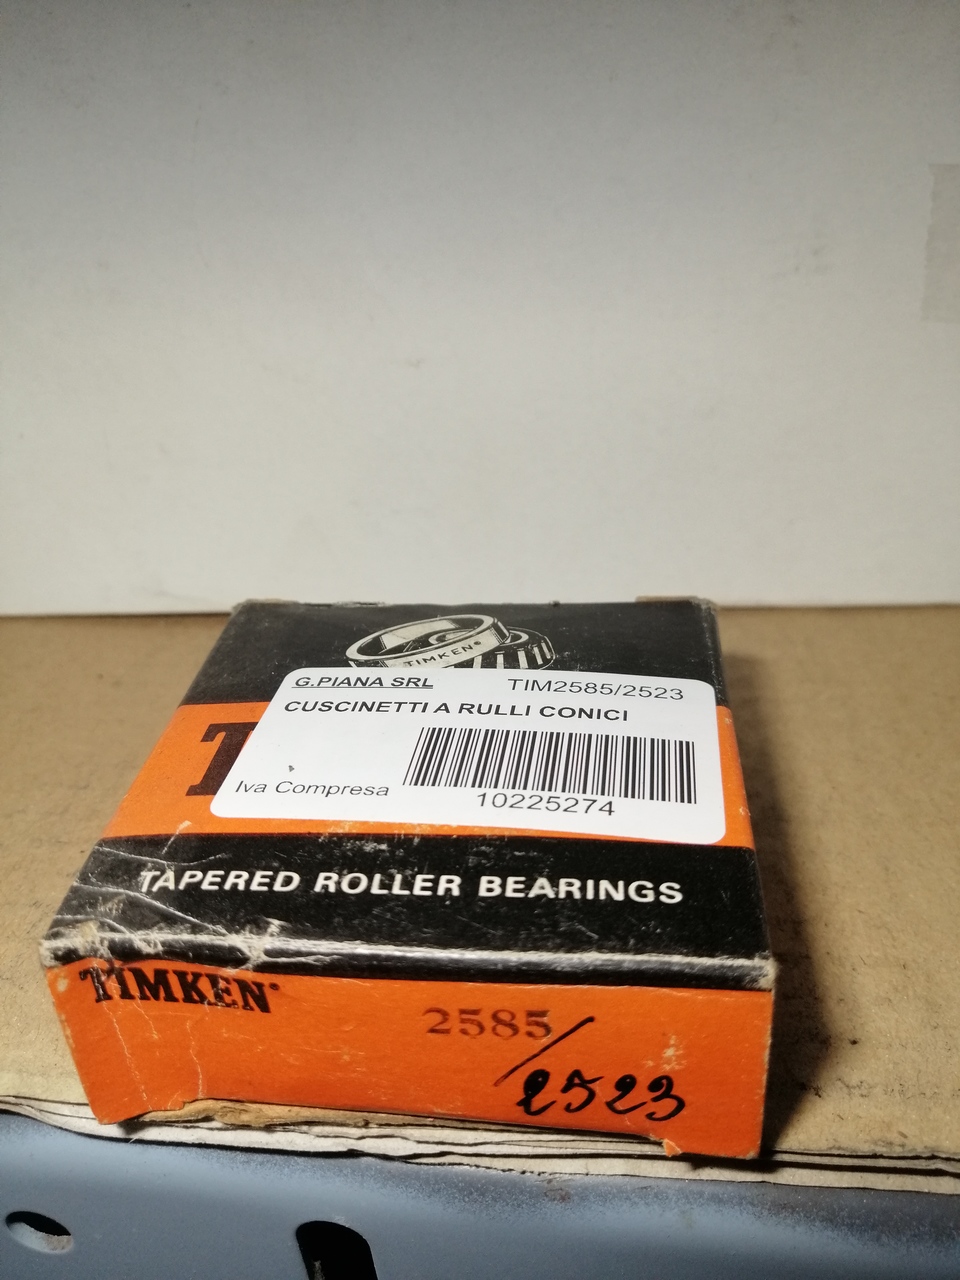 TIMKEN®
G.PIANA SRL TIM2585/2523
CUSCINETTI A RULLI CONICI
Iva Compresa
10225274
TAPERED ROLLER BEARINGS
TIMKEN®
2585/
2523